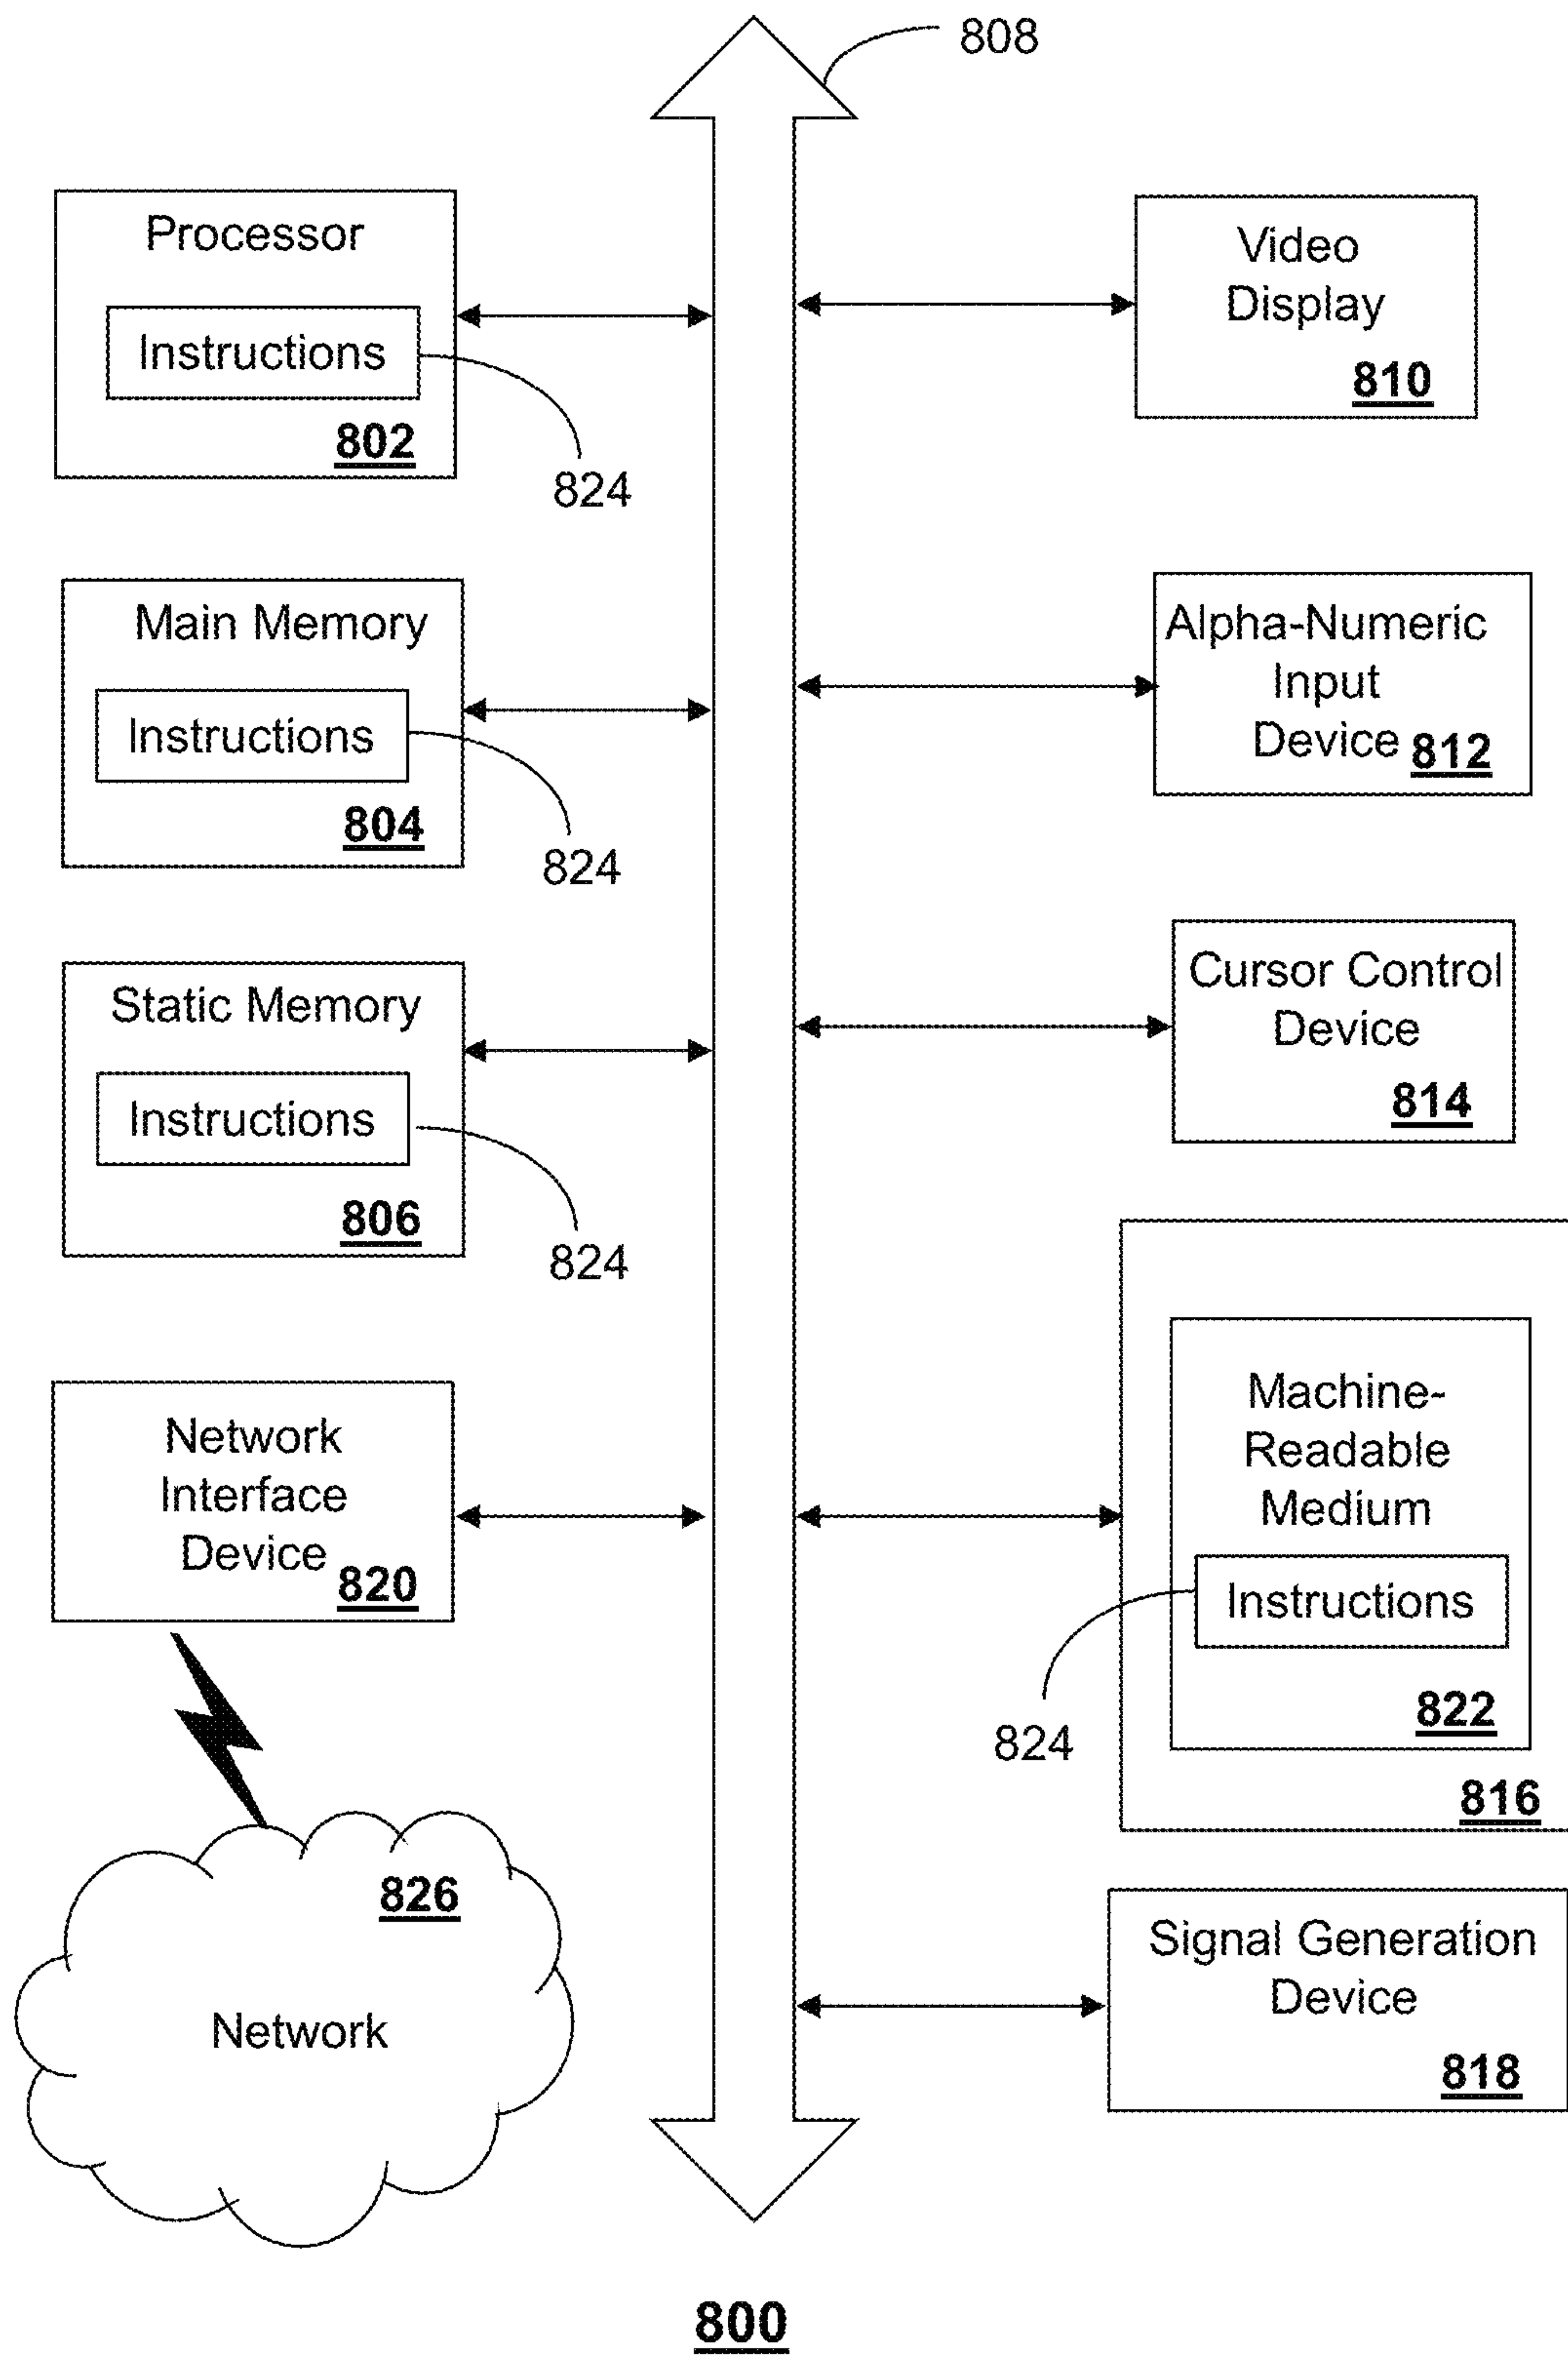 808
Processor
Instructions
802
824
Main Memory
Instructions
804
824
Static Memory
Instructions
806
824
Network
Interface
Device
820
826
Network
Video
Display
810
Alpha-Numeric
Input
Device 812
Cursor Control
Device
814
Machine-
Readable
Medium
Instructions
822
824
816
Signal Generation
Device
818
800